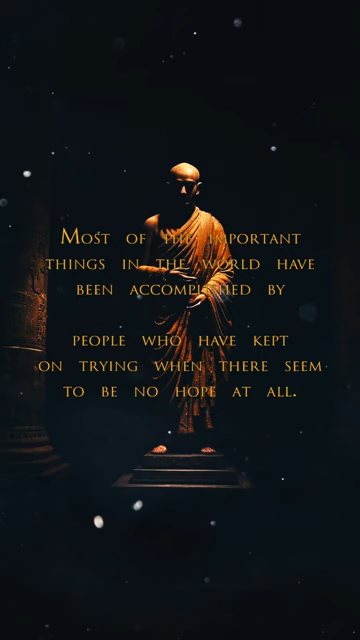 Most of the important
things in the world have
been accomplished by
people who have kept
on trying when there seem
to be no hope at all.